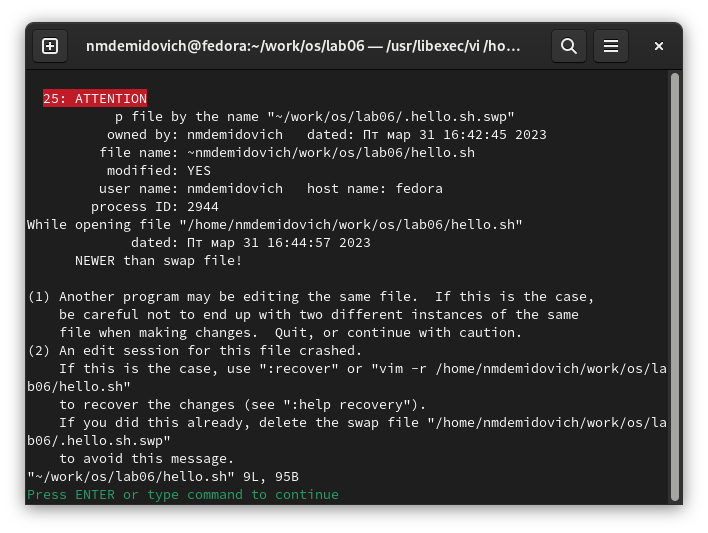 nmdemidovich@fedora:~/work/os/lab06 — /usr/libexec/vi /ho...
25: ATTENTION
p file by the name "~/work/os/lab06/.hello.sh.swp"
owned by: nmdemidovich   dated: Пт мар 31 16:42:45 2023
file name: ~nmdemidovich/work/os/lab06/hello.sh
modified: YES
user name: nmdemidovich   host name: fedora
process ID: 2944
While opening file "/home/nmdemidovich/work/os/lab06/hello.sh"
dated: Пт мар 31 16:44:57 2023
NEWER than swap file!
(1) Another program may be editing the same file.  If this is the case,
be careful not to end up with two different instances of the same
file when making changes.  Quit, or continue with caution.
(2) An edit session for this file crashed.
If this is the case, use ":recover" or "vim -r /home/nmdemidovich/work/os/la
b06/hello.sh"
to recover the changes (see ":help recovery").
If you did this already, delete the swap file "/home/nmdemidovich/work/os/la
b06/.hello.sh.swp"
to avoid this message.
"~/work/os/lab06/hello.sh" 9L, 95B
Press ENTER or type command to continue